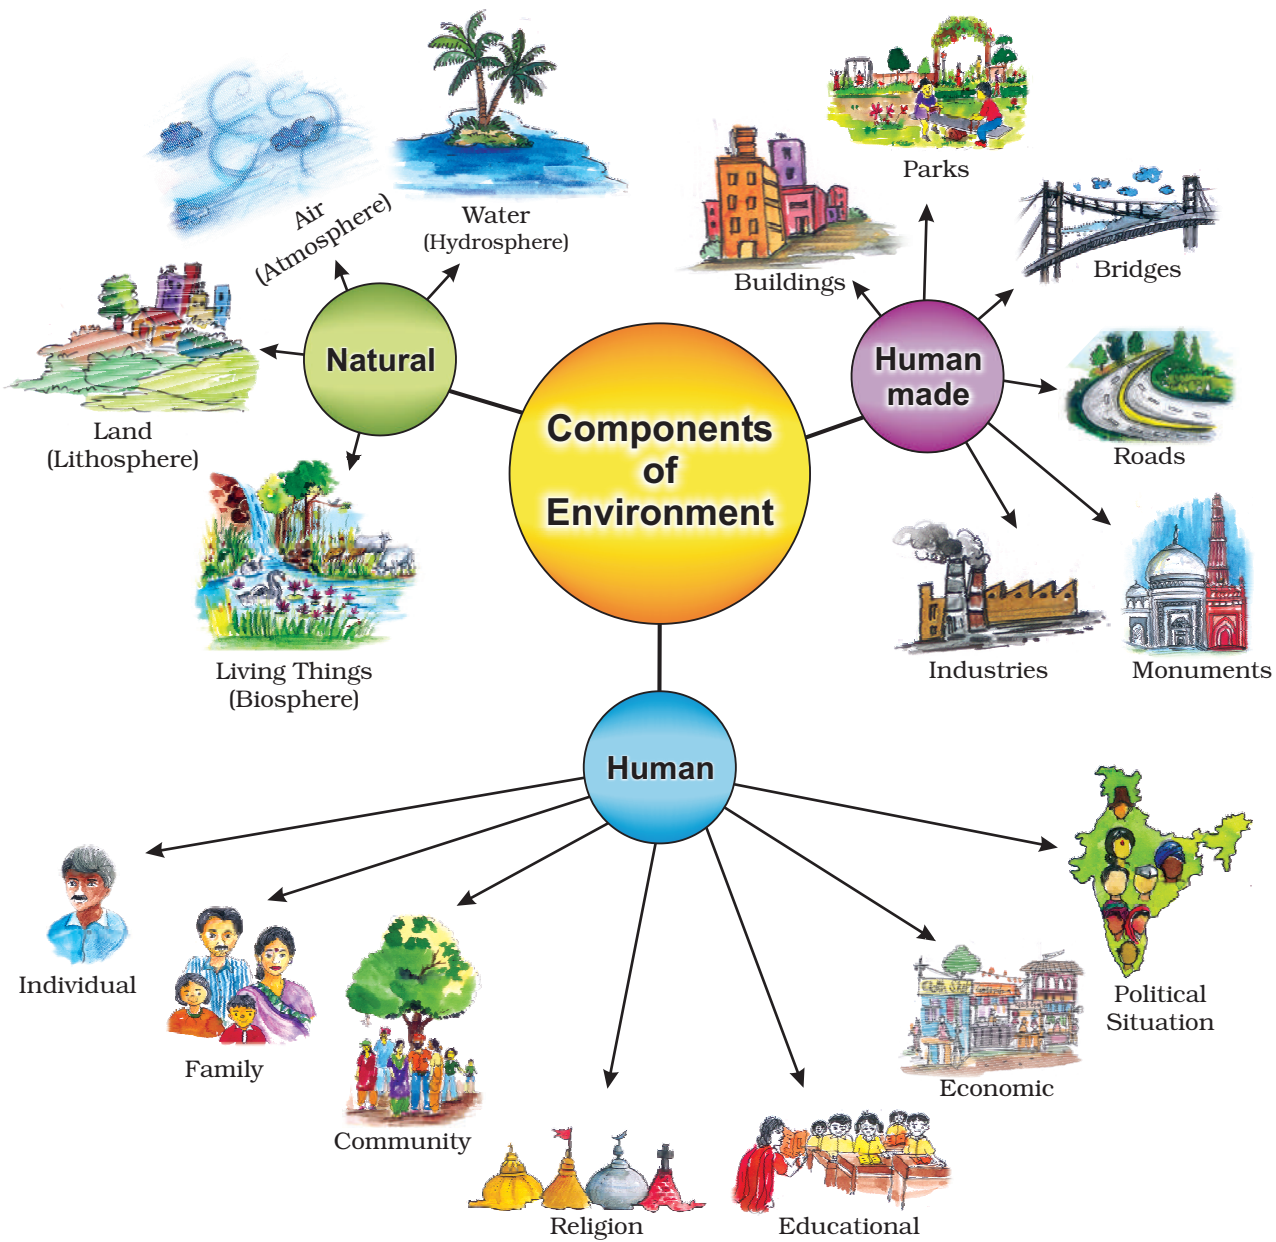 Components
of
Environment
Natural
Air
(Atmosphere)
Water
(Hydrosphere)
Land
(Lithosphere)
Living Things
(Biosphere)
Human
made
Buildings
Parks
Bridges
Roads
Monuments
Industries
Human
Individual
Family
Community
Religion
Educational
Economic
Political
Situation